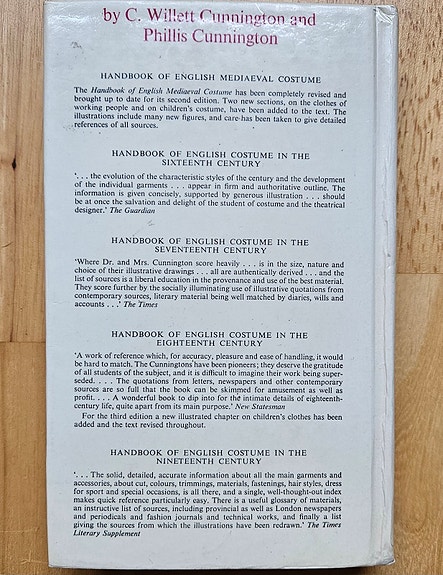 by C. Willett Cunnington and
Phillis Cunnington
HANDBOOK OF ENGLISH MEDIAEVAL COSTUME
The Handbook of English Mediaeval Costume has been completely revised and
brought up to date for its second edition. Two new sections, on the clothes of
working people and on children's costume, have been added to the text. The
illustrations include many new figures, and care has been taken to give detailed
references of all sources.
HANDBOOK OF ENGLISH COSTUME IN THE
SIXTEENTH CENTURY
'. . . the evolution of the characteristic styles of the century and the development
of the individual garments . . . appear in firm and authoritative outline. The
information is given concisely, supported by generous illustration . . . should
be at once the salvation and delight of the student of costume and the theatrical
designer.' The Guardian
HANDBOOK OF ENGLISH COSTUME IN THE
SEVENTEENTH CENTURY
'Where Dr. and Mrs. Cunnington score heavily . . . is in the size, nature and
choice of their illustrative drawings . . . all are authentically derived . . . and the
list of sources is a liberal education in the provenance and use of the best material.
They score further by the socially illuminating use of illustrative quotations from
contemporary sources, literary material being well matched by diaries, wills and
accounts . . .' The Times
HANDBOOK OF ENGLISH COSTUME IN THE
EIGHTEENTH CENTURY
'A work of reference which, for accuracy, pleasure and ease of handling, it would
be hard to match. The Cunningtons have been pioneers; they deserve the gratitude
of all students of the subject, and it is difficult to imagine their work being super-
seded. . . . The quotations from letters, newspapers and other contemporary
sources are so full that the book can be skimmed for amusement as well as
profit. . . . A wonderful book to dip into for the intimate details of eighteenth-
century life, quite apart from its main purpose.' New Statesman
For the third edition a new illustrated chapter on children's clothes has been
added and the text revised throughout.
HANDBOOK OF ENGLISH COSTUME IN THE
NINETEENTH CENTURY
'. . . The solid, detailed, accurate information about all the main garments and
accessories, about cut, colours, trimmings, materials, fastenings, hair styles, dress
for sport and special occasions, is all there, and a single, well-thought-out index
makes quick reference particularly easy. There is a useful glossary of materials,
an instructive list of sources, including provincial as well as London newspapers
and periodicals and fashion journals and technical works, and finally a list
giving the sources from which the illustrations have been redrawn.' The Times
Literary Supplement